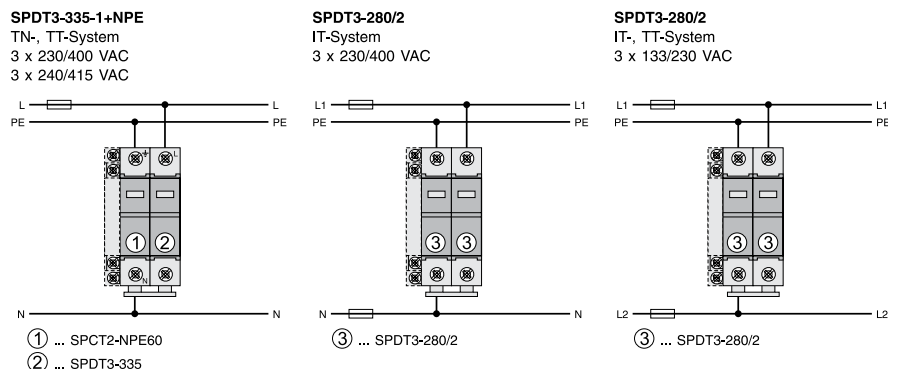 SPDT3-335-1+NPE
TN-, TT-System
3 x 230/400 VAC
3 x 240/415 VAC
L L
PE PE
L
1 2
N
N N
1 ... SPCT2-NPE60
2 ... SPDT3-335
SPDT3-280/2
IT-System
3 x 230/400 VAC
L1 L1
PE PE
3 3
N N
3 ... SPDT3-280/2
SPDT3-280/2
IT-, TT-System
3 x 133/230 VAC
L1 L1
PE PE
3 3
L2 L2
3 ... SPDT3-280/2